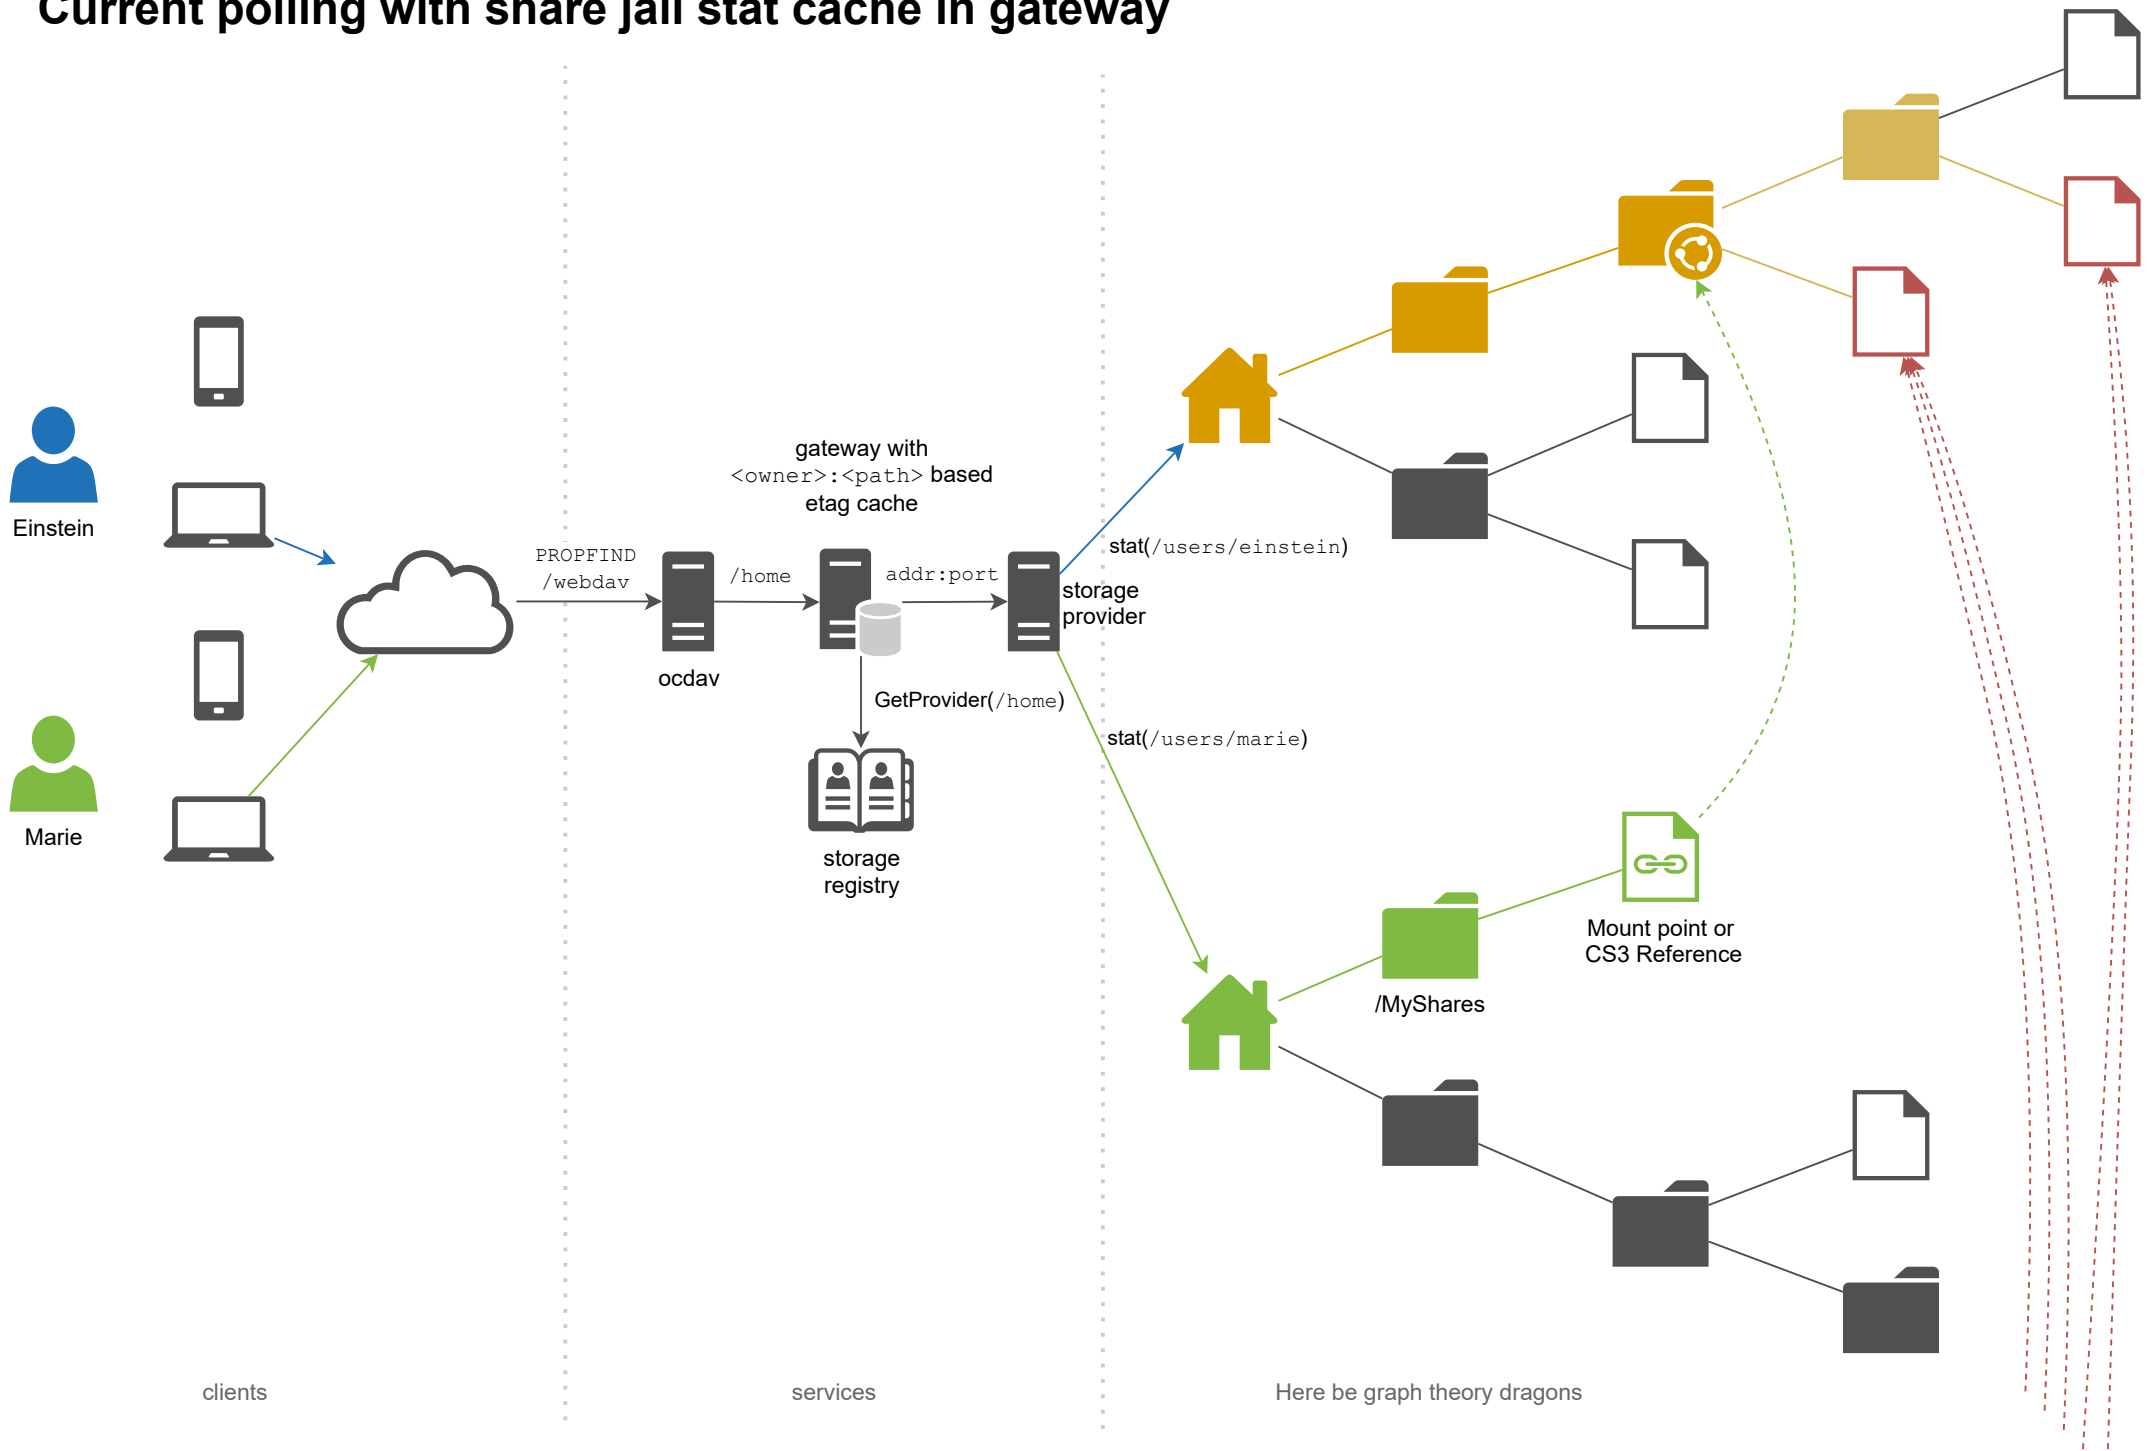 Current polling with share jail stat cache in gateway
gateway with
<owner>:<path> based
etag cache
Einstein
PROPFIND
/webdav
/home
addr:port
stat(/users/einstein)
storage
provider
ocdav
GetProvider(/home)
stat(/users/marie)
Marie
storage
registry
Mount point or
CS3 Reference
/MyShares
clients
services
Here be graph theory dragons